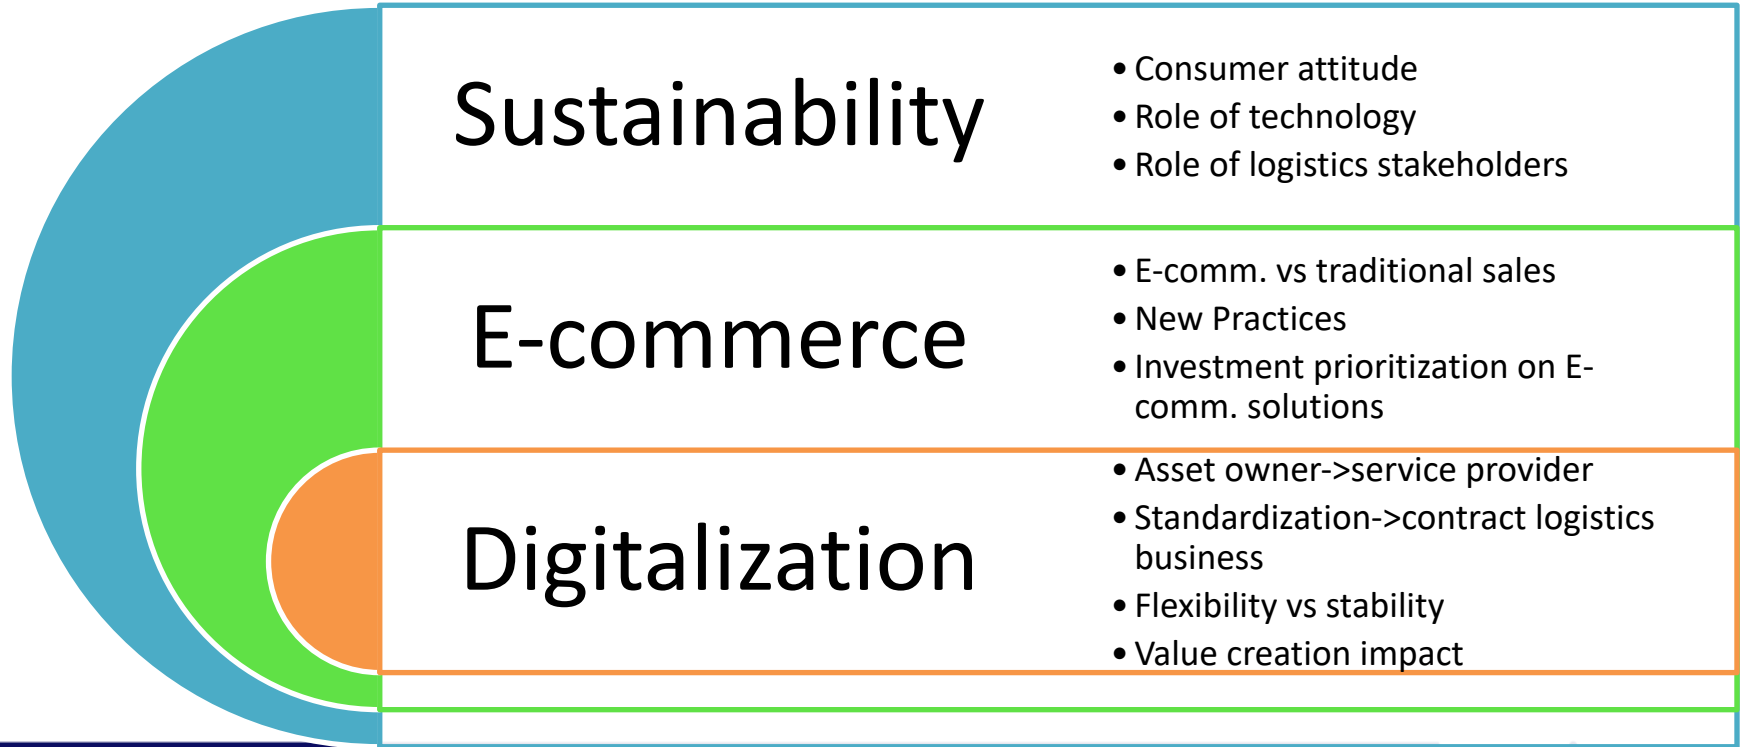 Sustainability
• Consumer attitude
• Role of technology
• Role of logistics stakeholders
E-commerce
• E-comm. vs traditional sales
• New Practices
• Investment prioritization on E-
comm. solutions
Digitalization
• Asset owner->service provider
• Standardization->contract logistics
business
• Flexibility vs stability
• Value creation impact